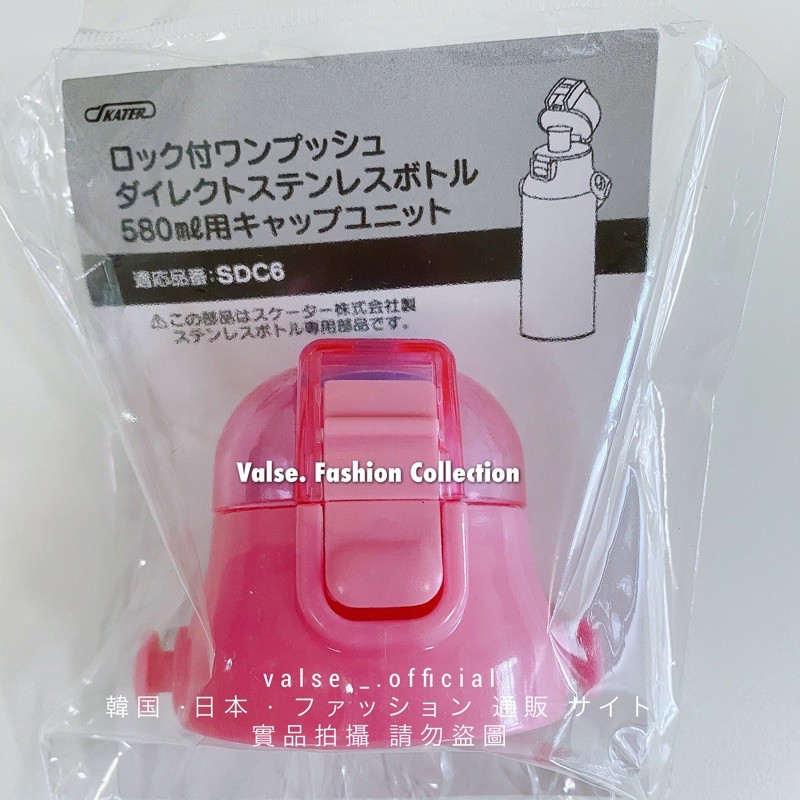 SKATER
ロック付ワンプッシュ
ダイレクトステンレスボトル
580㎖用キャップユニット
適応品番:SDC6
⚠この部品はスケーター株式会社製
ステンレスボトル専用部品です。
Valse. Fashion Collection
valse._.official
韓国 ·日本 · ファッション 通販 サイト
實品拍攝 請勿盜圖